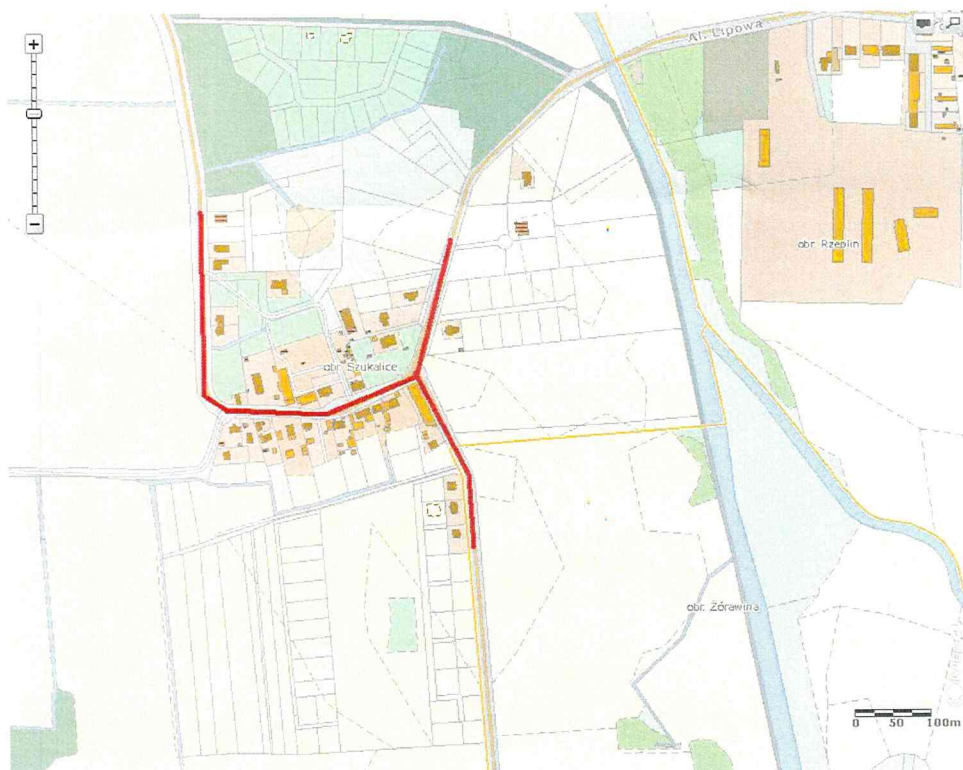 Al. Lipowa
obr. Rzeplin
obr. Szukalice
obr. Żórawina
0 50 100m